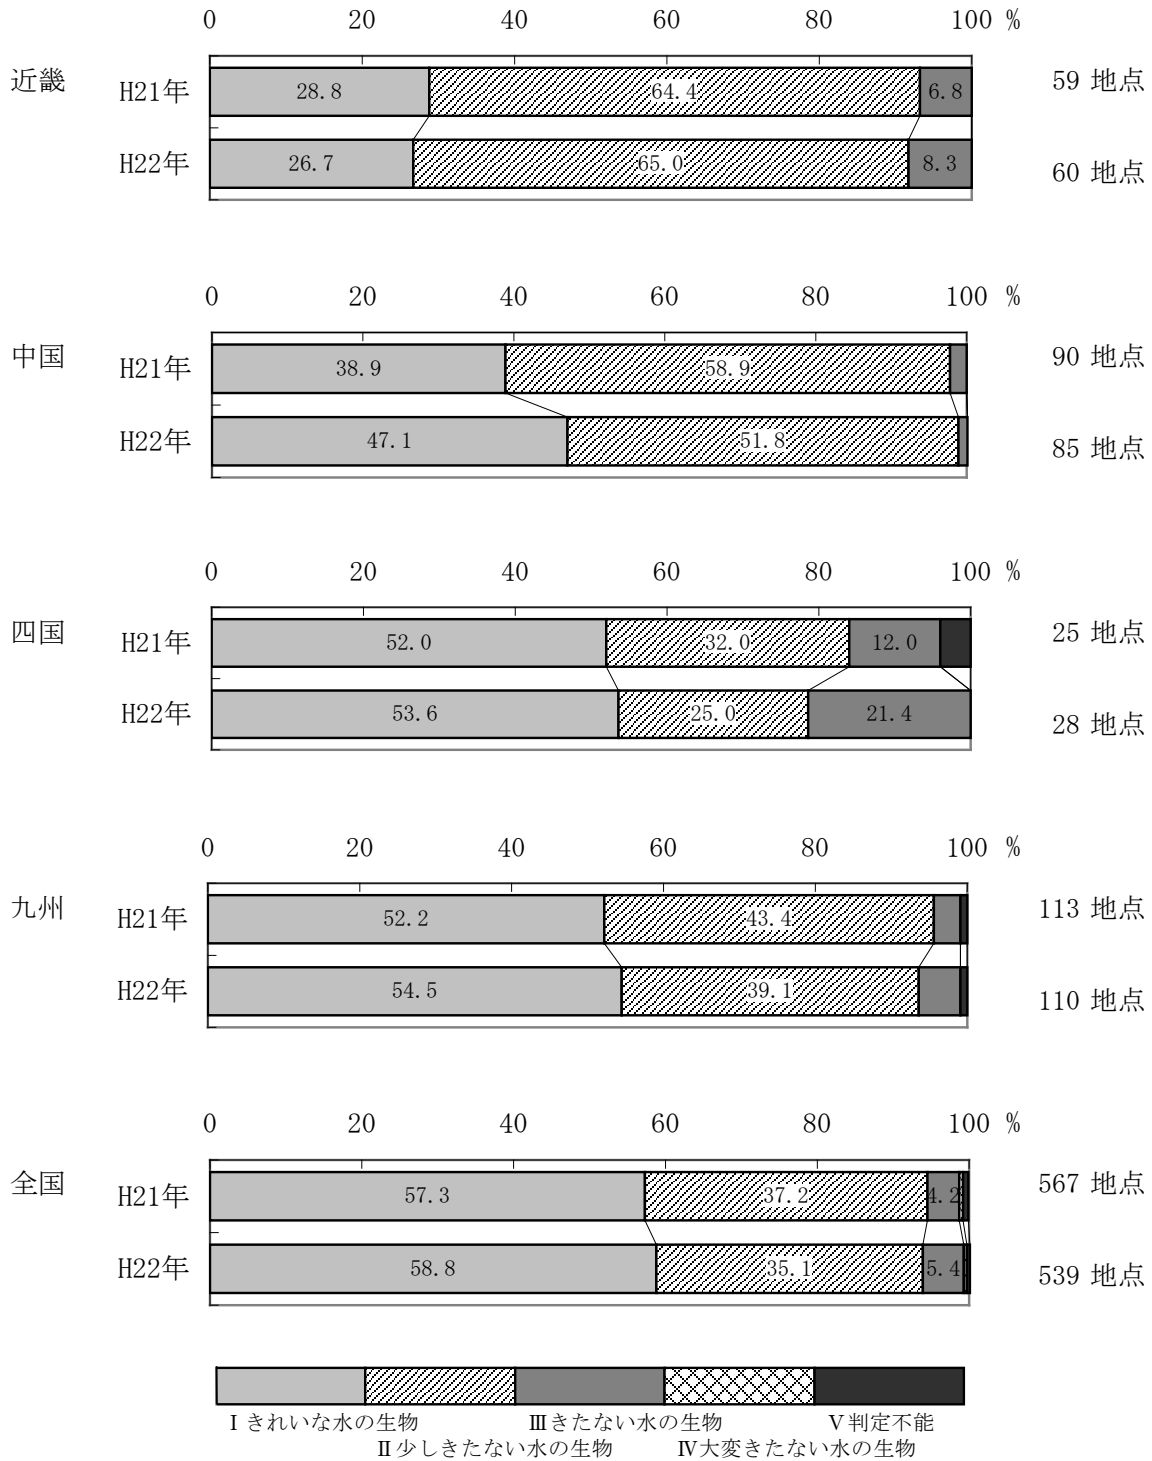 0 20 40 60 80 100 %
近畿 H21年 28.8 64.4 6.8 59 地点
H22年 26.7 65.0 8.3 60 地点
0 20 40 60 80 100 %
中国 H21年 38.9 58.9 90 地点
H22年 47.1 51.8 85 地点
0 20 40 60 80 100 %
四国 H21年 52.0 32.0 12.0 25 地点
H22年 53.6 25.0 21.4 28 地点
0 20 40 60 80 100 %
九州 H21年 52.2 43.4 113 地点
H22年 54.5 39.1 110 地点
0 20 40 60 80 100 %
全国 H21年 57.3 37.2 4.2 567 地点
H22年 58.8 35.1 5.4 539 地点
Ⅰきれいな水の生物 Ⅲきたない水の生物 Ⅴ判定不能
Ⅱ少しきたない水の生物 Ⅳ大変きたない水の生物